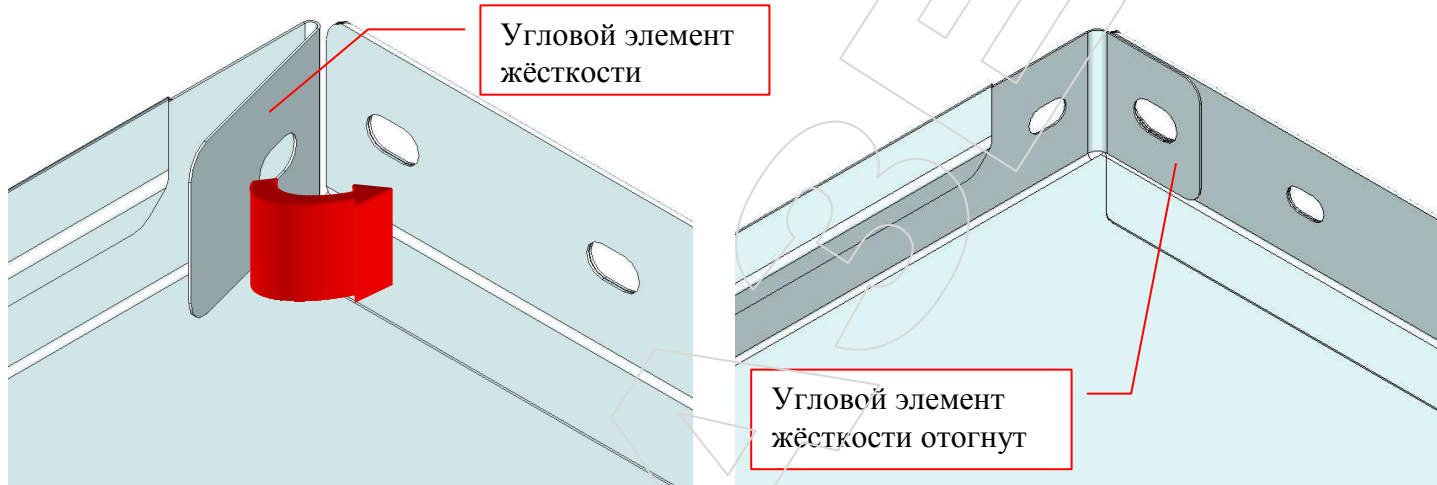 Угловой элемент
жёсткости
Угловой элемент
жёсткости отогнут